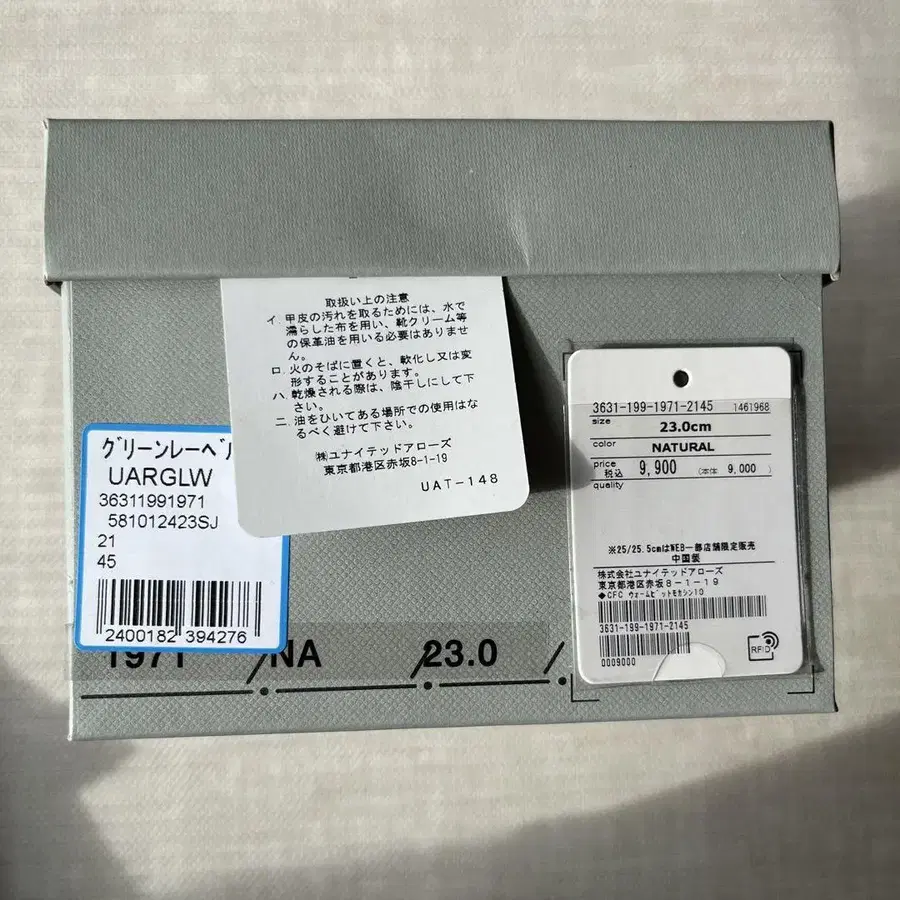 取扱い上の注意
イ. 甲皮の汚れを取るためには、水で
濡らした布を用い、靴クリーム等
の保革油を用いる必要はありませ
ん。
ロ. 火のそばに置くと、軟化し又は変
形することがあります。
ハ. 乾燥される際は、陰干しにして下
さい。
ニ. 油をひいてある場所での使用はな
るべく避けて下さい。
㈱ユナイテッドアローズ
東京都港区赤坂8-1-19
UAT-148
グリーンレーベル
UARGLW
36311991971
581012423SJ
21
45
2400182 394276
1971 /NA /23.0 /
3631-199-1971-2145 1461968
size 23.0cm
color NATURAL
price 税込 9,900 (本体 9,000 )
quality
※25/25.5cmはWEB一部店舗限定販売
中国製
株式会社ユナイテッドアローズ
東京都港区赤坂8-1-19
◆CFC ウォームビットモカシン10
3631-199-1971-2145
0009000
RFID